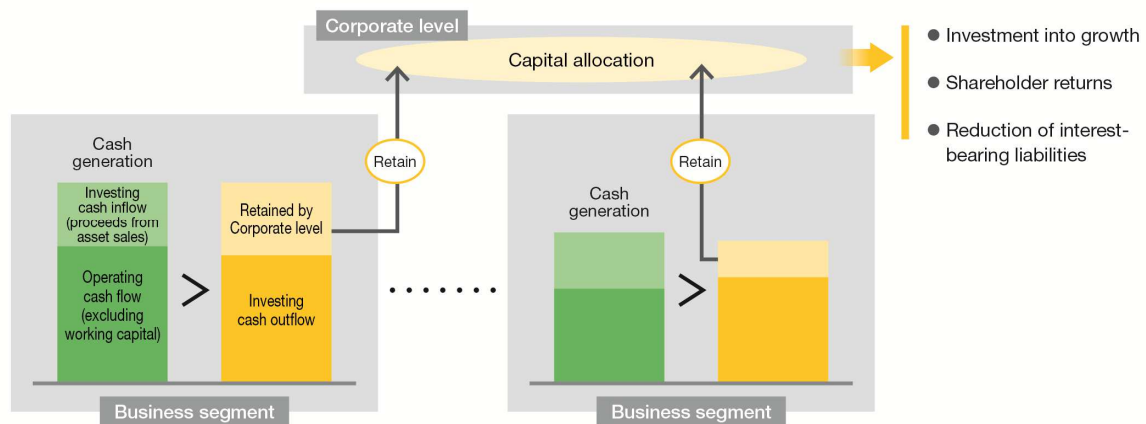 Corporate level
Capital allocation
● Investment into growth
● Shareholder returns
● Reduction of interest-
bearing liabilities
Cash
generation
Investing
cash inflow
(proceeds from
asset sales)
Operating
cash flow
(excluding
working capital)
>
Retained by
Corporate level
Investing
cash outflow
Retain
Business segment
.......
Cash
generation
>
Retain
Business segment